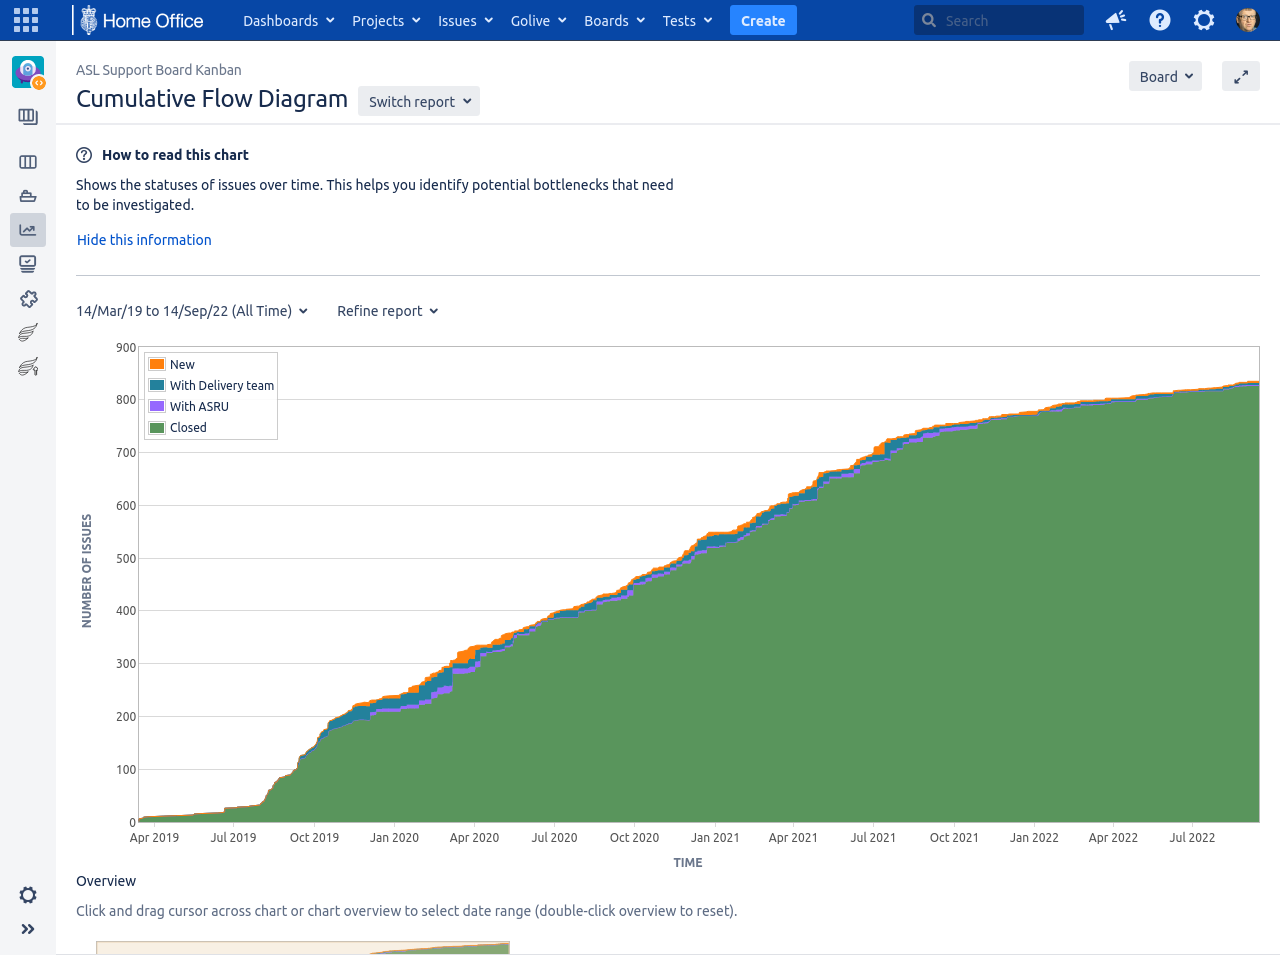 Home Office Dashboards Projects Issues Golive Boards Tests Create Search
ASL Support Board Kanban
Board
Cumulative Flow Diagram Switch report
How to read this chart
Shows the statuses of issues over time. This helps you identify potential bottlenecks that need
to be investigated.
Hide this information
14/Mar/19 to 14/Sep/22 (All Time) Refine report
New
With Delivery team
With ASRU
Closed
900
800
700
600
500
400
300
200
100
0
NUMBER OF ISSUES
Apr 2019 Jul 2019 Oct 2019 Jan 2020 Apr 2020 Jul 2020 Oct 2020 Jan 2021 Apr 2021 Jul 2021 Oct 2021 Jan 2022 Apr 2022 Jul 2022
TIME
Overview
Click and drag cursor across chart or chart overview to select date range (double-click overview to reset).